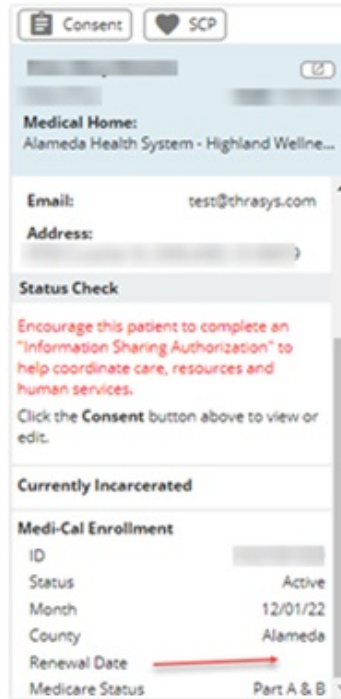 Consent SCP
Medical Home:
Alameda Health System - Highland Wellne...
Email: test@thrasys.com
Address:
Status Check
Encourage this patient to complete an
"Information Sharing Authorization" to
help coordinate care, resources and
human services.
Click the Consent button above to view or
edit.
Currently Incarcerated
Medi-Cal Enrollment
ID
Status Active
Month 12/01/22
County Alameda
Renewal Date
Medicare Status Part A & B